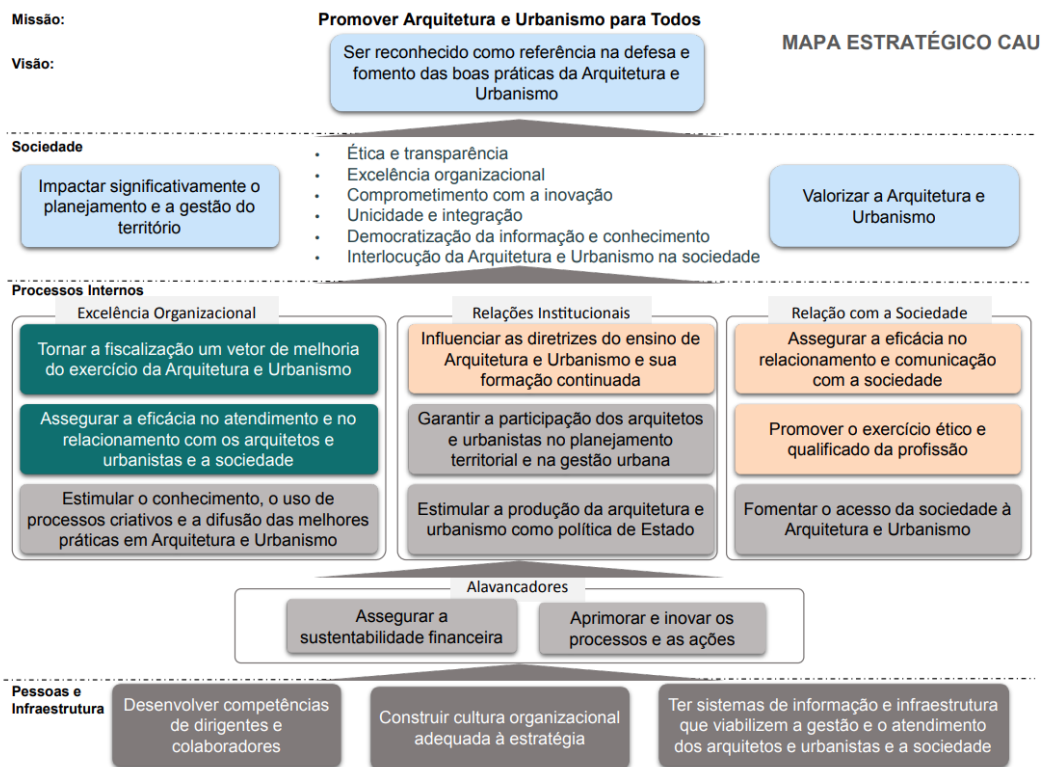 Missão:
Promover Arquitetura e Urbanismo para Todos
MAPA ESTRATÉGICO CAU
Visão:
Ser reconhecido como referência na defesa e
fomento das boas práticas da Arquitetura e
Urbanismo
Sociedade
Impactar significativamente o
planejamento e a gestão do
território
• Ética e transparência
• Excelência organizacional
• Comprometimento com a inovação
• Unicidade e integração
• Democratização da informação e conhecimento
• Interlocução da Arquitetura e Urbanismo na sociedade
Valorizar a Arquitetura e
Urbanismo
Processos Internos
Excelência Organizacional
Tornar a fiscalização um vetor de melhoria
do exercício da Arquitetura e Urbanismo
Assegurar a eficácia no atendimento e no
relacionamento com os arquitetos e
urbanistas e a sociedade
Estimular o conhecimento, o uso de
processos criativos e a difusão das melhores
práticas em Arquitetura e Urbanismo
Relações Institucionais
Influenciar as diretrizes do ensino de
Arquitetura e Urbanismo e sua
formação continuada
Garantir a participação dos arquitetos
e urbanistas no planejamento
territorial e na gestão urbana
Estimular a produção da arquitetura e
urbanismo como política de Estado
Relação com a Sociedade
Assegurar a eficácia no
relacionamento e comunicação
com a sociedade
Promover o exercício ético e
qualificado da profissão
Fomentar o acesso da sociedade à
Arquitetura e Urbanismo
Alavancadores
Assegurar a
sustentabilidade financeira
Aprimorar e inovar os
processos e as ações
Pessoas e
Infraestrutura
Desenvolver competências
de dirigentes e
colaboradores
Construir cultura organizacional
adequada à estratégia
Ter sistemas de informação e infraestrutura
que viabilizem a gestão e o atendimento
dos arquitetos e urbanistas e a sociedade